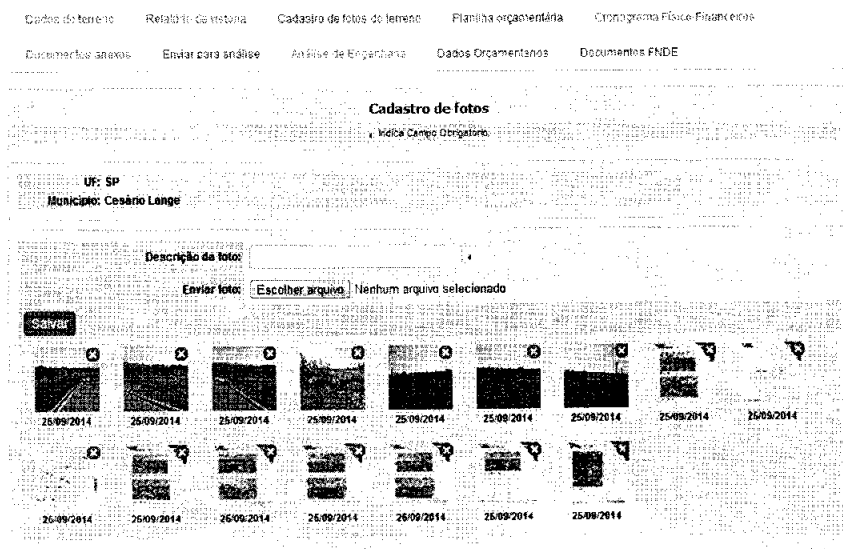 Dados do terreno Relatório da vistoria Cadastro de fotos do terreno Planilha orçamentária Cronograma Físico-Financeiros
Documentos anexos Enviar para análise Análise de Engenharia Dados Orçamentários Documentos FNDE
Cadastro de fotos
Indica Campo Obrigatório.
UF: SP
Município: Cesário Lange
Descrição da foto:
Enviar foto: Escolher arquivo Nenhum arquivo selecionado
Salvar
25/09/2014 25/09/2014 25/09/2014 25/09/2014 25/09/2014 25/09/2014 25/09/2014 25/09/2014 25/09/2014
25/09/2014 25/09/2014 25/09/2014 25/09/2014 25/09/2014 25/09/2014 25/09/2014